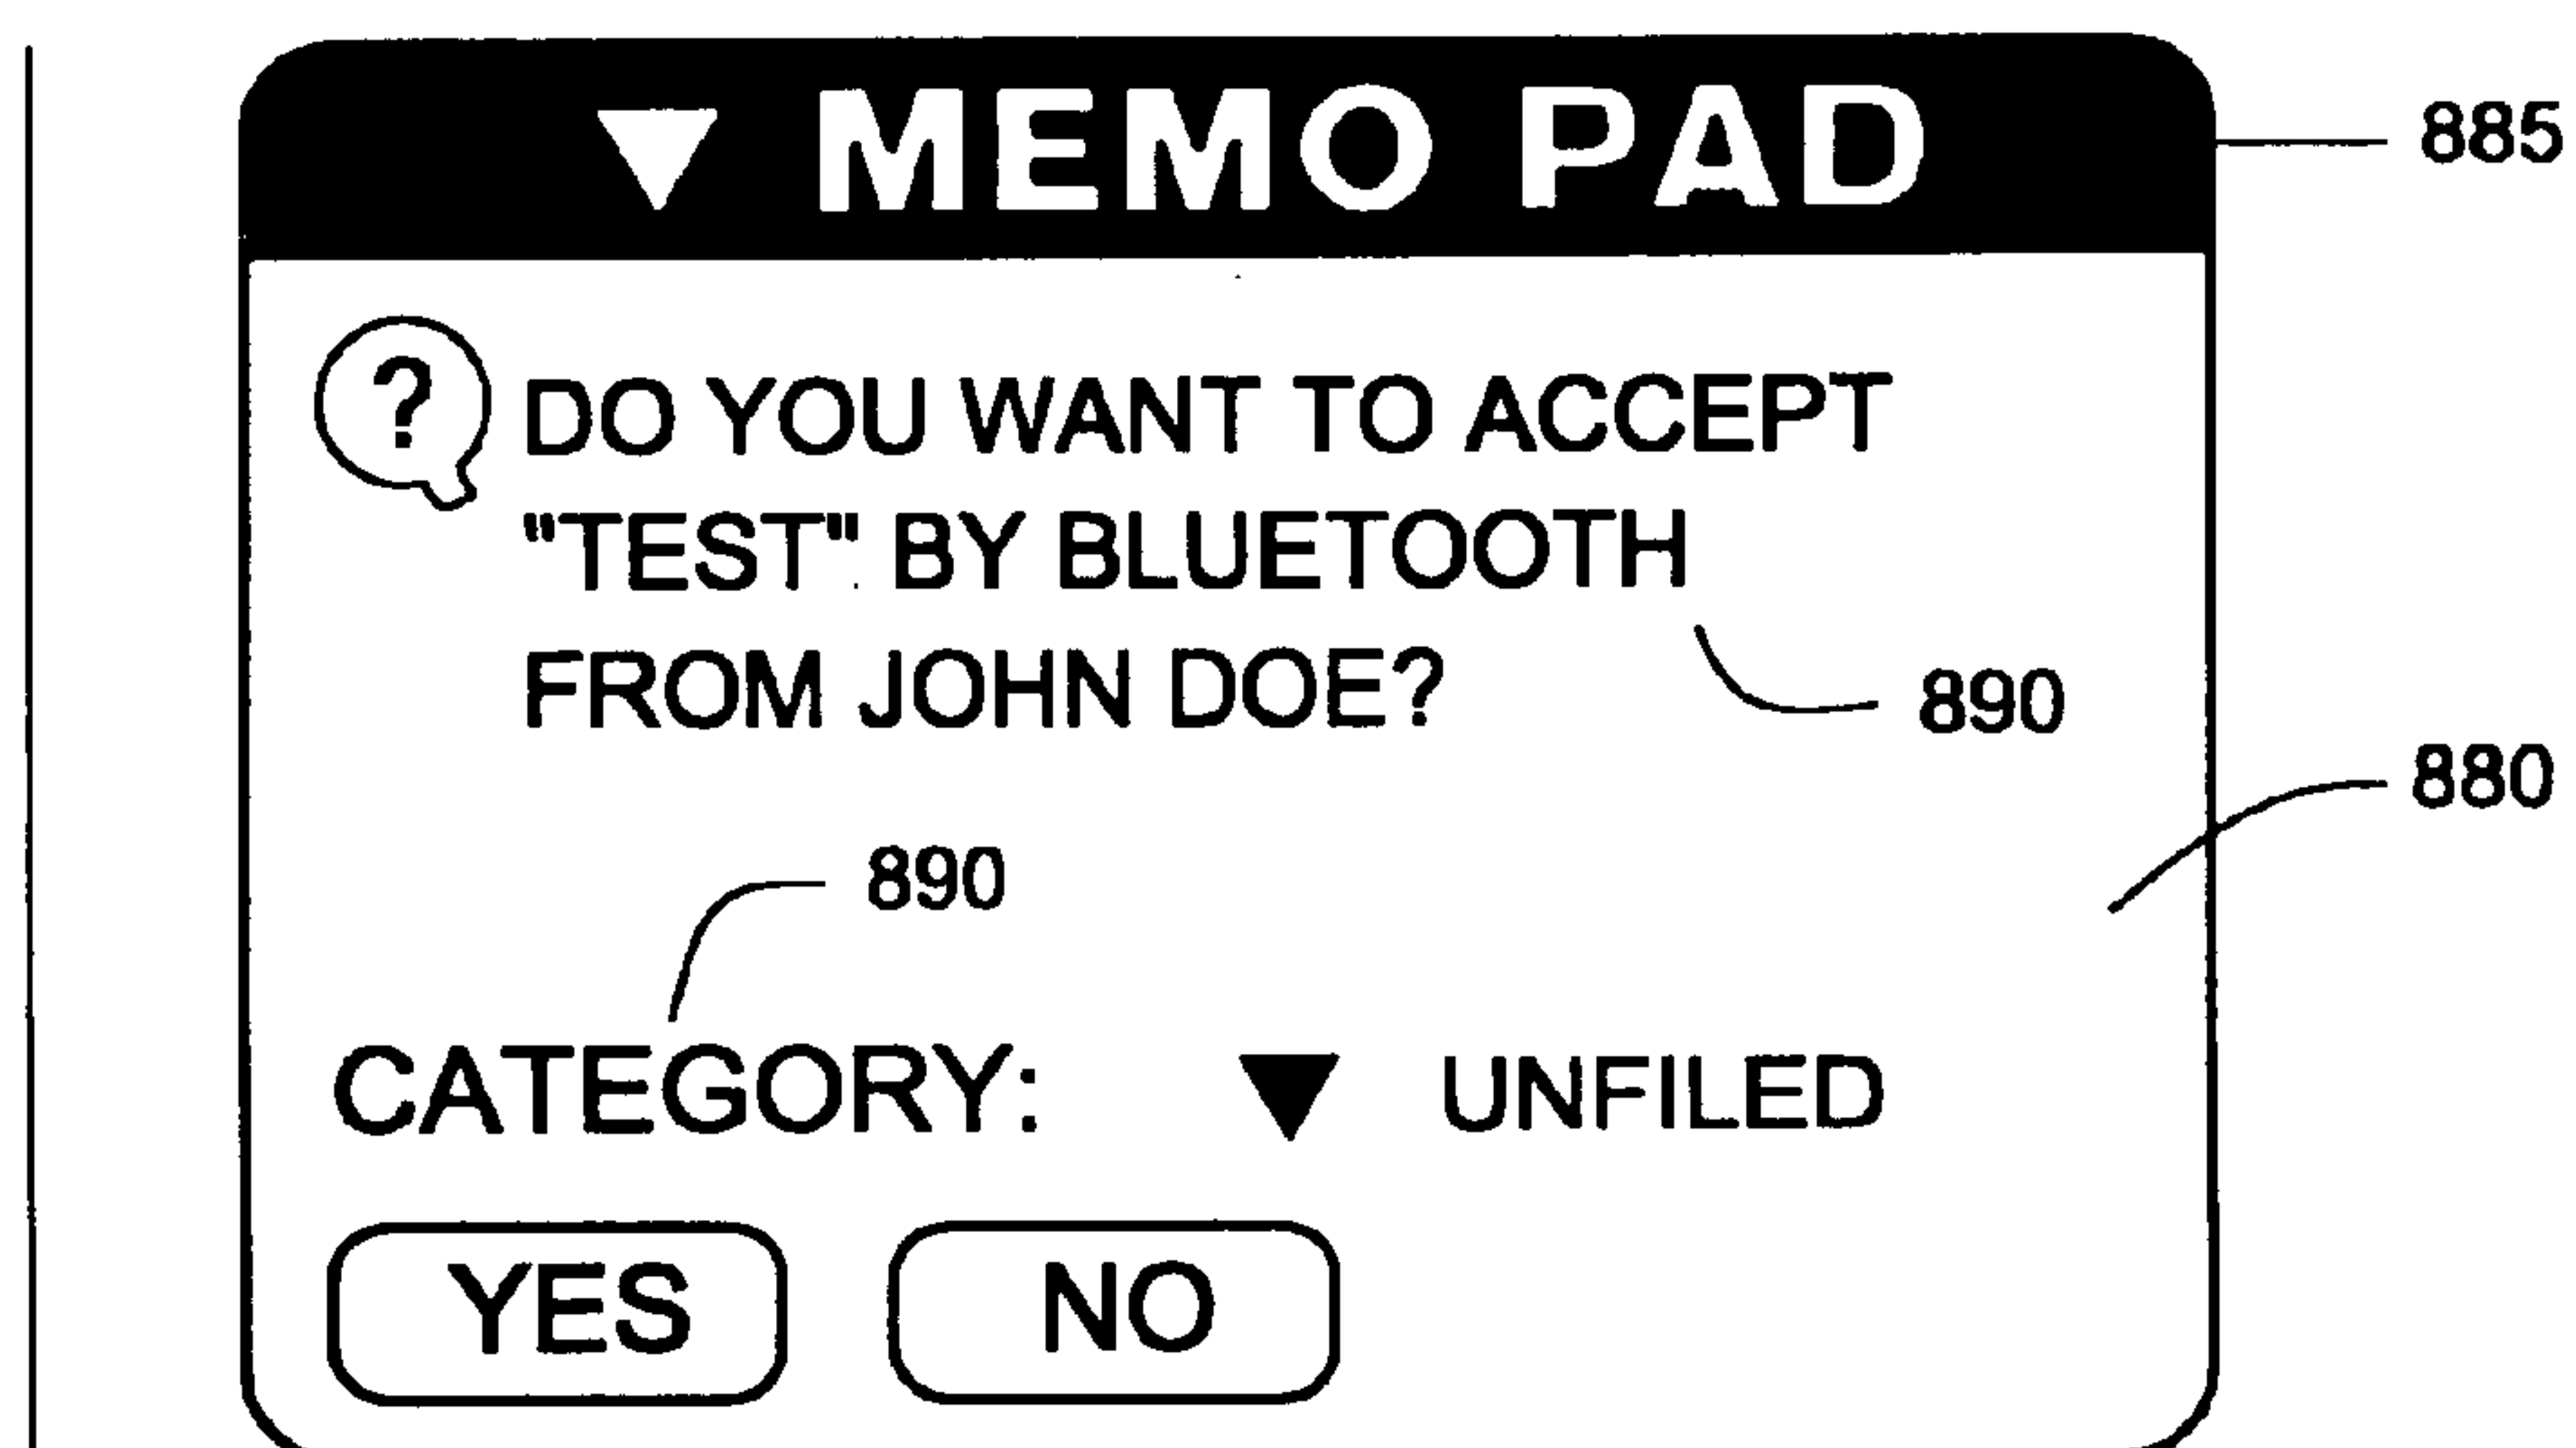 ▼ MEMO PAD
885
? DO YOU WANT TO ACCEPT
"TEST" BY BLUETOOTH
FROM JOHN DOE?
890
880
890
CATEGORY: ▼ UNFILED
YES NO